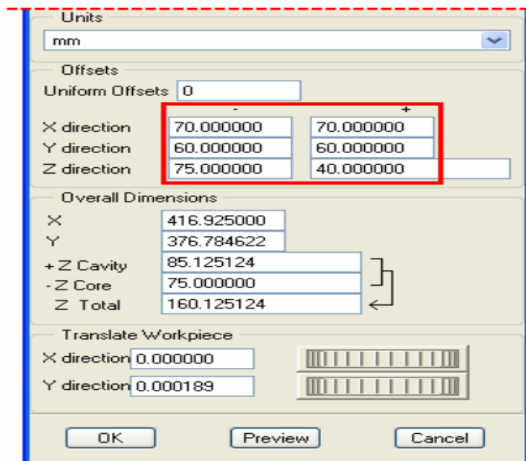 Units
mm
Offsets
Uniform Offsets 0
- +
X direction 70.000000 70.000000
Y direction 60.000000 60.000000
Z direction 75.000000 40.000000
Overall Dimensions
X 416.925000
Y 376.784622
+Z Cavity 85.125124
-Z Core 75.000000
Z Total 160.125124
Translate Workpiece
X direction 0.000000
Y direction 0.000189
OK Preview Cancel